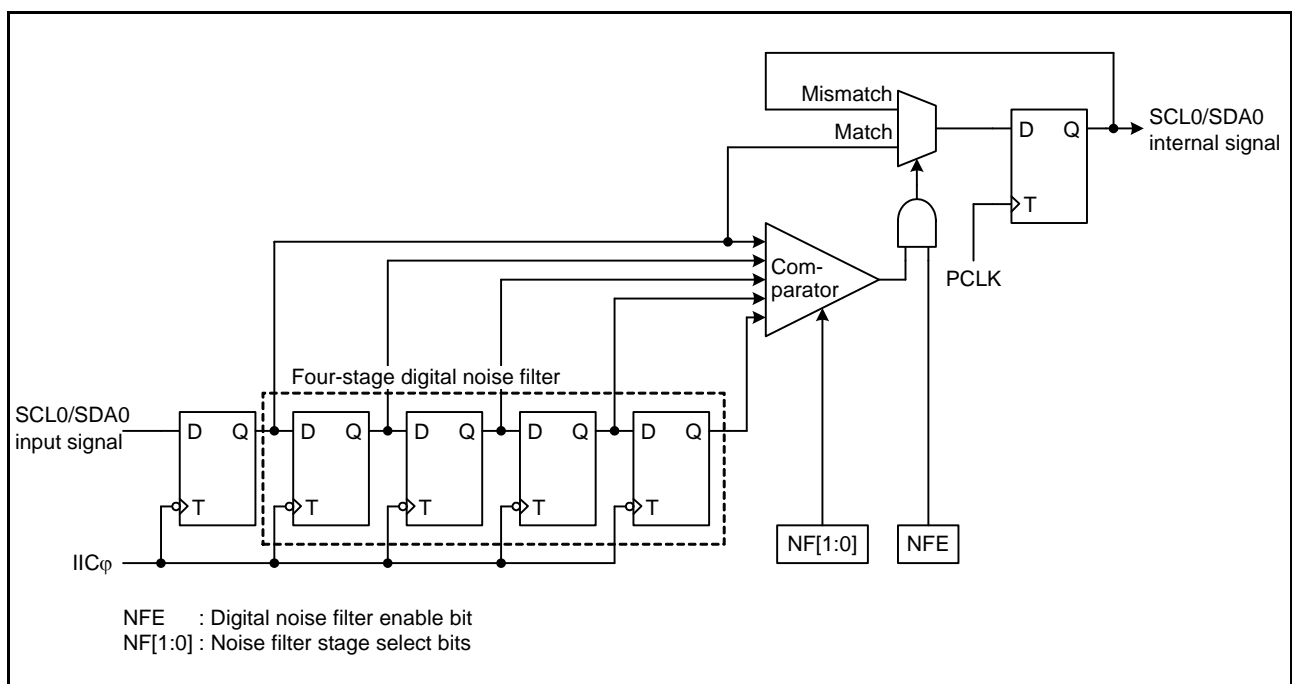 Mismatch
Match
D Q
T
SCL0/SDA0
internal signal
PCLK
Com-
parator
Four-stage digital noise filter
SCL0/SDA0
input signal
D Q D Q D Q D Q D Q
T T T T T
NF[1:0] NFE
IICφ
NFE : Digital noise filter enable bit
NF[1:0] : Noise filter stage select bits